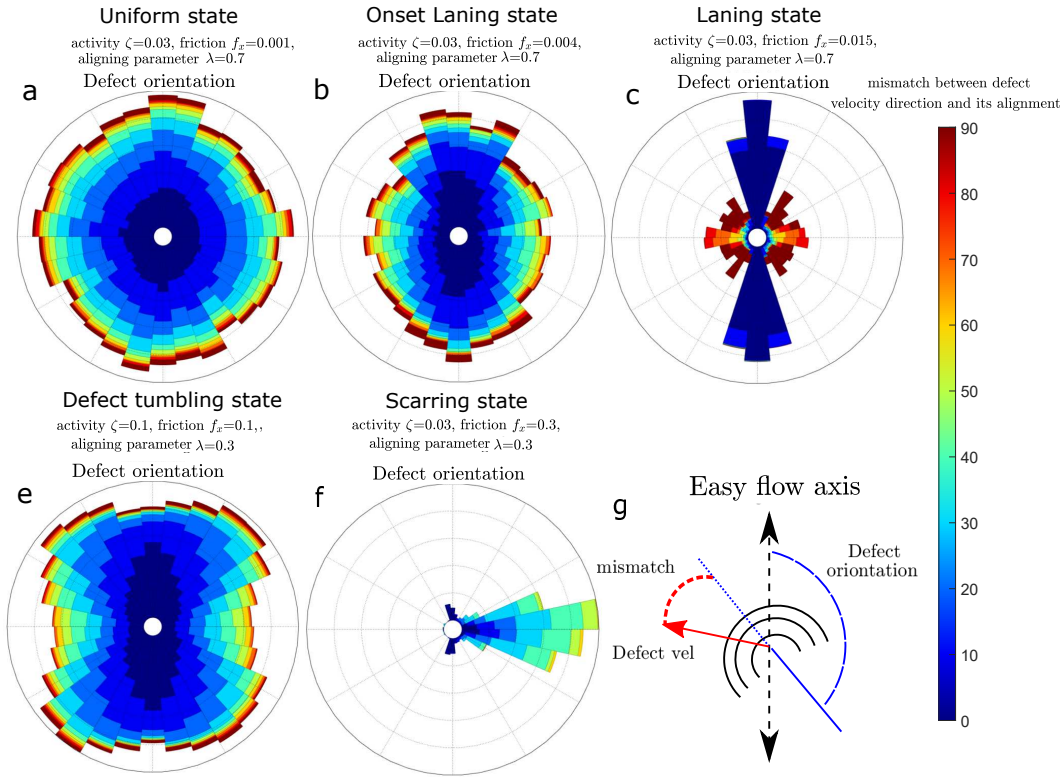 Uniform state
activity ζ=0.03, friction fₓ=0.001,
aligning parameter λ=0.7
Defect orientation
a
Onset Laning state
activity ζ=0.03, friction fₓ=0.004,
aligning parameter λ=0.7
Defect orientation
b
Laning state
activity ζ=0.03, friction fₓ=0.015,
aligning parameter λ=0.7
Defect orientation
c
mismatch between defect
velocity direction and its alignment
90
80
70
60
50
40
30
20
10
0
Defect tumbling state
activity ζ=0.1, friction fₓ=0.1,,
aligning parameter λ=0.3
Defect orientation
e
Scarring state
activity ζ=0.03, friction fₓ=0.3,
aligning parameter λ=0.3
Defect orientation
f
g
Easy flow axis
mismatch
Defect
oriontation
Defect vel